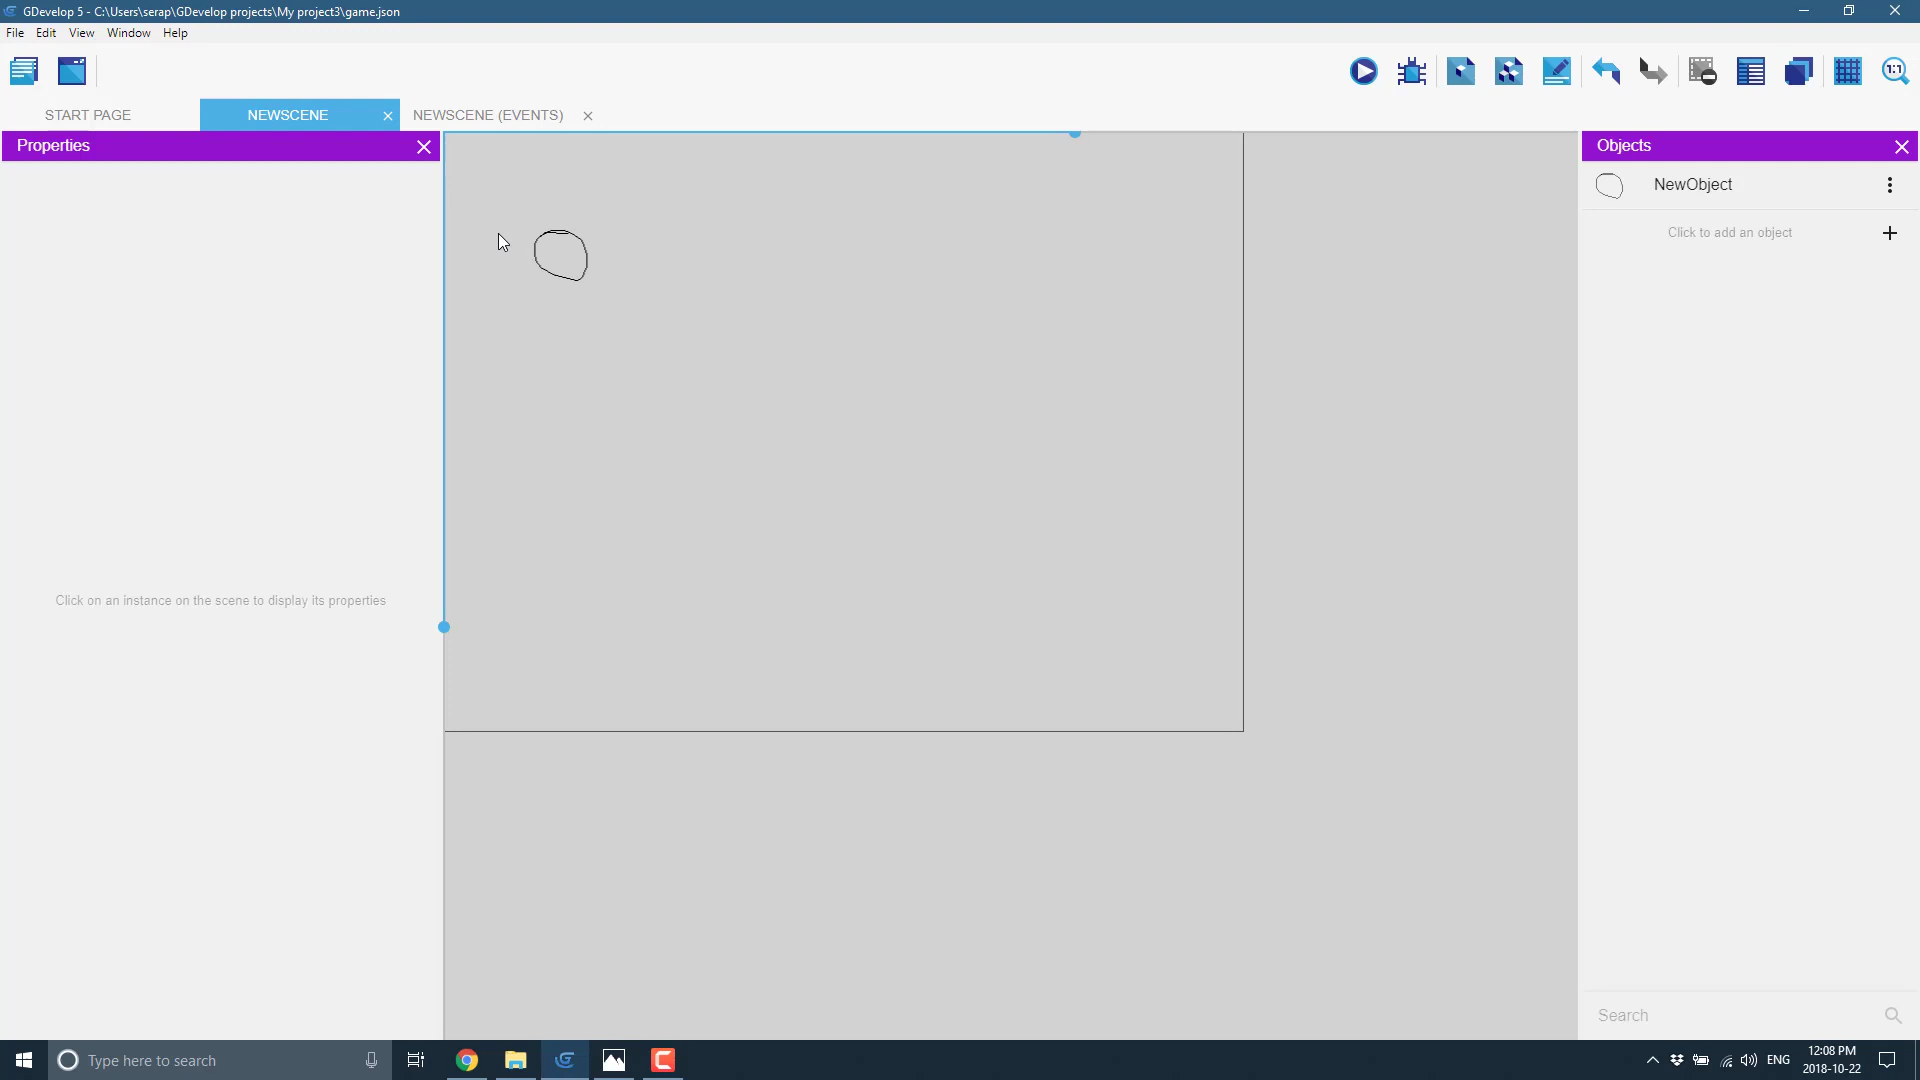 GDevelop 5 - C:\Users\serap\GDevelop projects\My project3\game.json
File Edit View Window Help
1:1
START PAGE NEWSCENE NEWSCENE (EVENTS)
Properties
Objects
NewObject
Click to add an object
Click on an instance on the scene to display its properties
Search
Type here to search
ENG
12:08 PM
2018-10-22